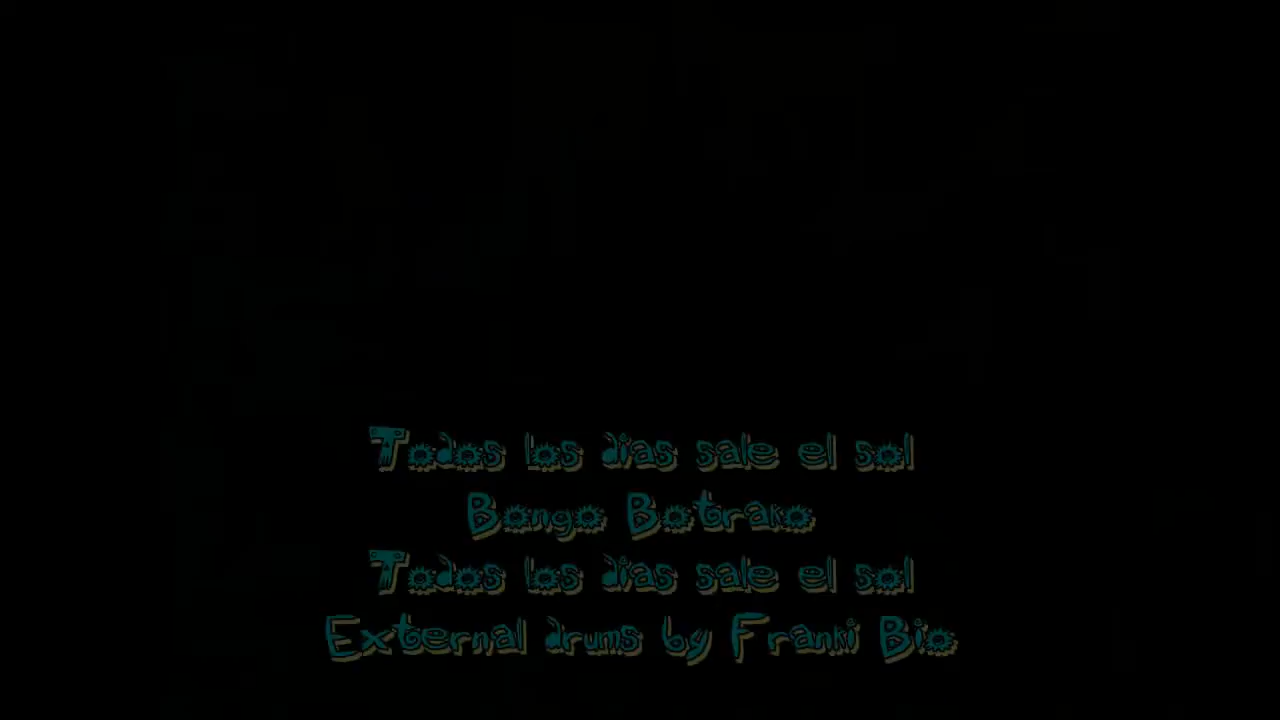 Todos los dias sale el sol
Bongo Botrako
Todos los dias sale el sol
External drums by Franki Bio